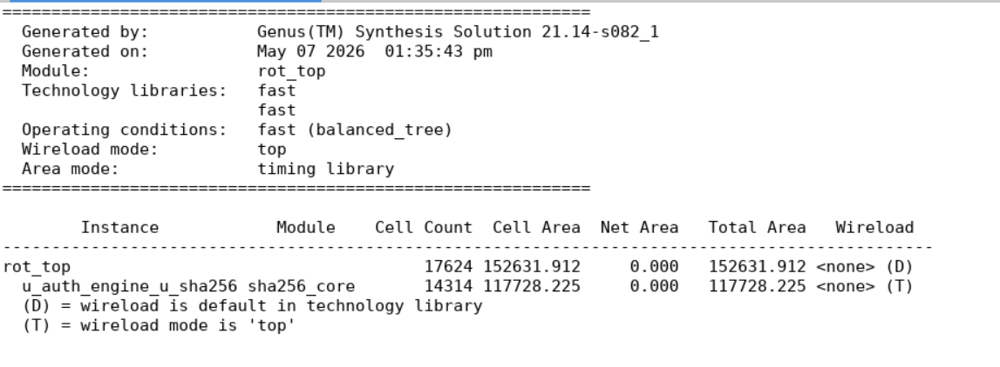 ============================================================
  Generated by:           Genus(TM) Synthesis Solution 21.14-s082_1
  Generated on:           May 07 2026  01:35:43 pm
  Module:                 rot_top
  Technology libraries:   fast
                          fast
  Operating conditions:   fast (balanced_tree)
  Wireload mode:          top
  Area mode:              timing library
============================================================
        Instance            Module    Cell Count  Cell Area  Net Area   Total Area   Wireload
-----------------------------------------------------------------------------------------------
rot_top                                    17624 152631.912     0.000   152631.912 <none> (D)
  u_auth_engine_u_sha256 sha256_core       14314 117728.225     0.000   117728.225 <none> (T)
  (D) = wireload is default in technology library
  (T) = wireload mode is 'top'